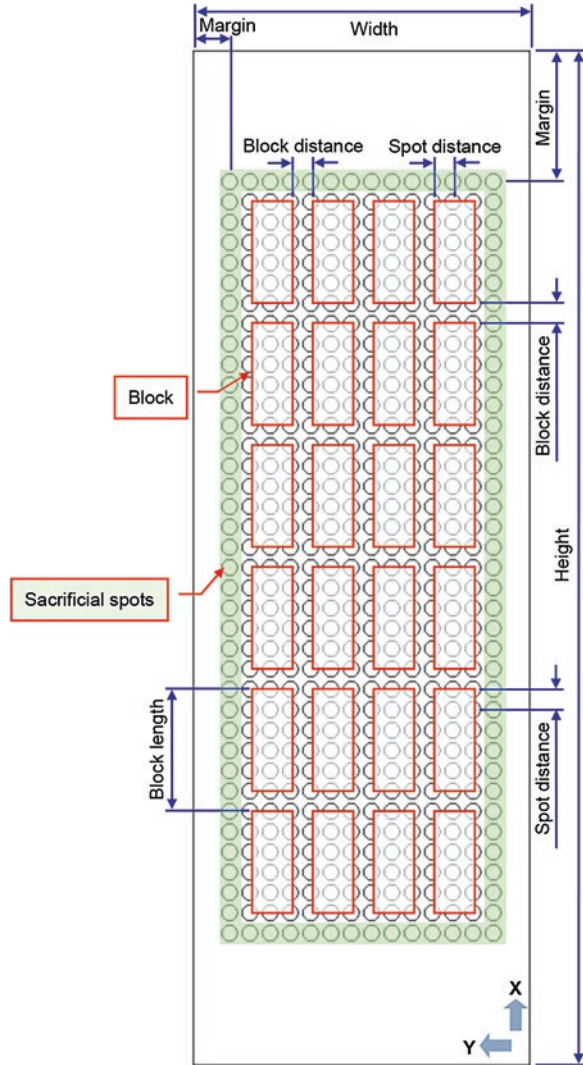 Margin
Width
Margin
Block distance
Spot distance
Block distance
Block
Height
Sacrificial spots
Block length
Spot distance
X
Y